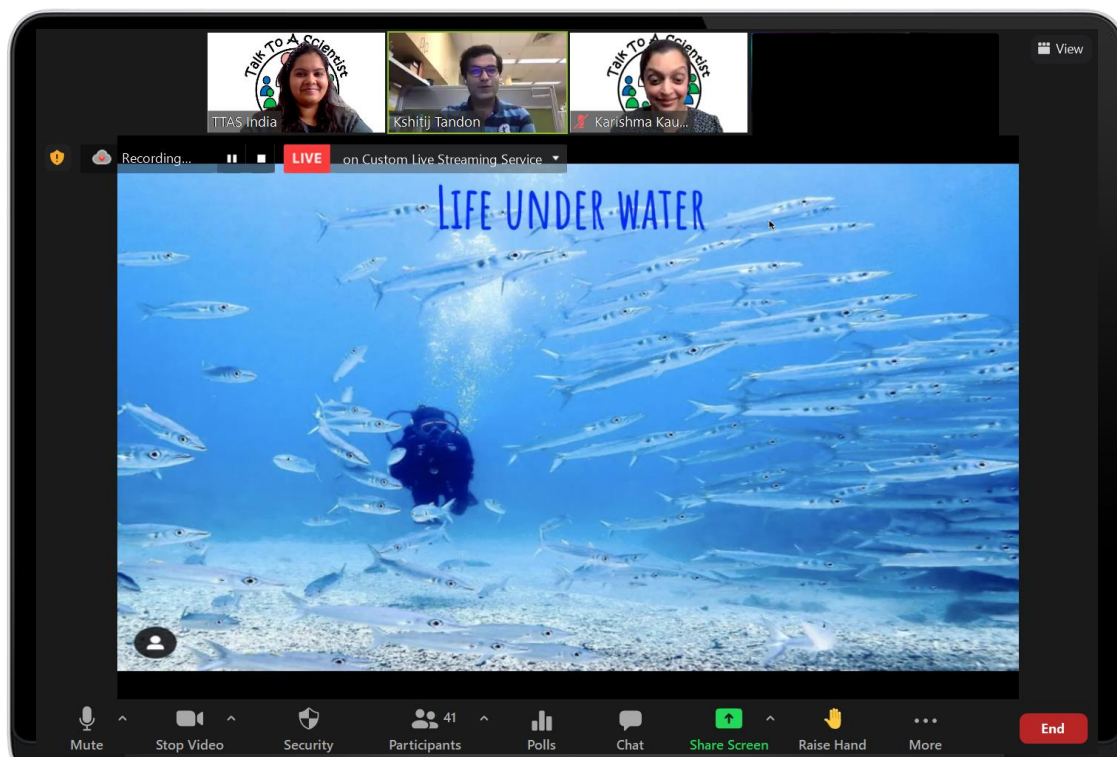 Talk To A Scientist
Talk To A Scientist
View
TTAS India
Kshitij Tandon
Karishma Kau...
Recording...
LIVE
on Custom Live Streaming Service
LIFE UNDER WATER
41
Mute
Stop Video
Security
Participants
Polls
Chat
Share Screen
Raise Hand
More
End